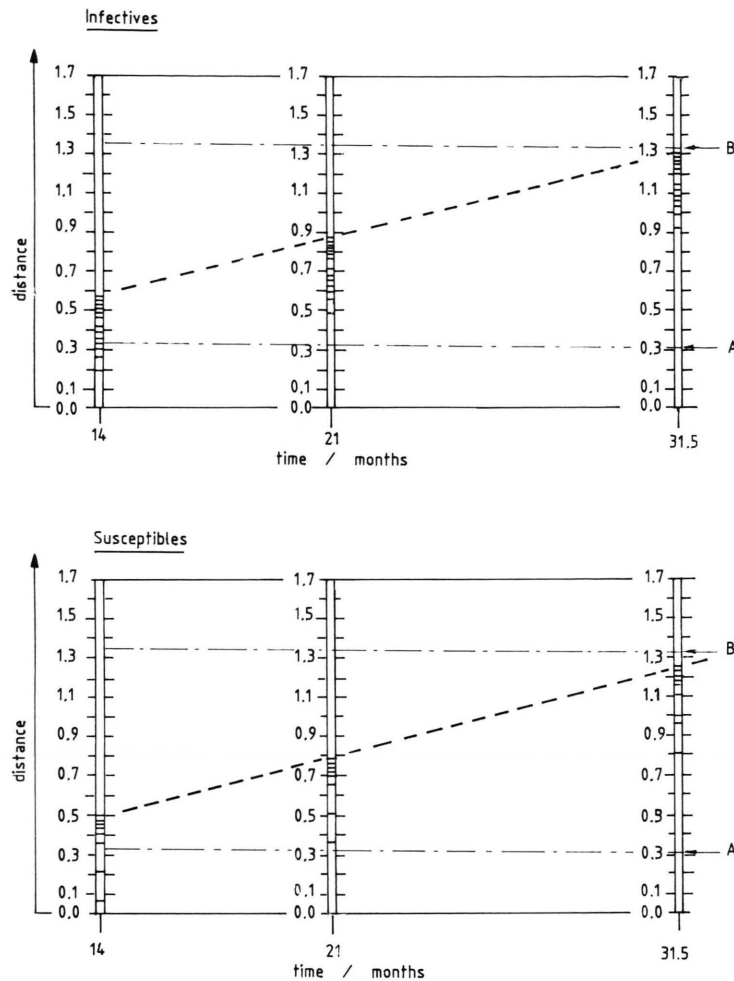 Infectives
1.7 1.7 1.7
1.5 1.5 1.5
1.3 1.3 1.3 B
1.1 1.1 1.1
0.9 0.9 0.9
0.7 0.7 0.7
0.5 0.5 0.5
0.3 0.3 0.3 A
0.1 0.1 0.1
0.0 0.0 0.0
distance
14 21 31.5
time / months
Susceptibles
1.7 1.7 1.7
1.5 1.5 1.5
1.3 1.3 1.3 B
1.1 1.1 1.1
0.9 0.9 0.9
0.7 0.7 0.7
0.5 0.5 0.5
0.3 0.3 0.3 A
0.1 0.1 0.1
0.0 0.0 0.0
distance
14 21 31.5
time / months